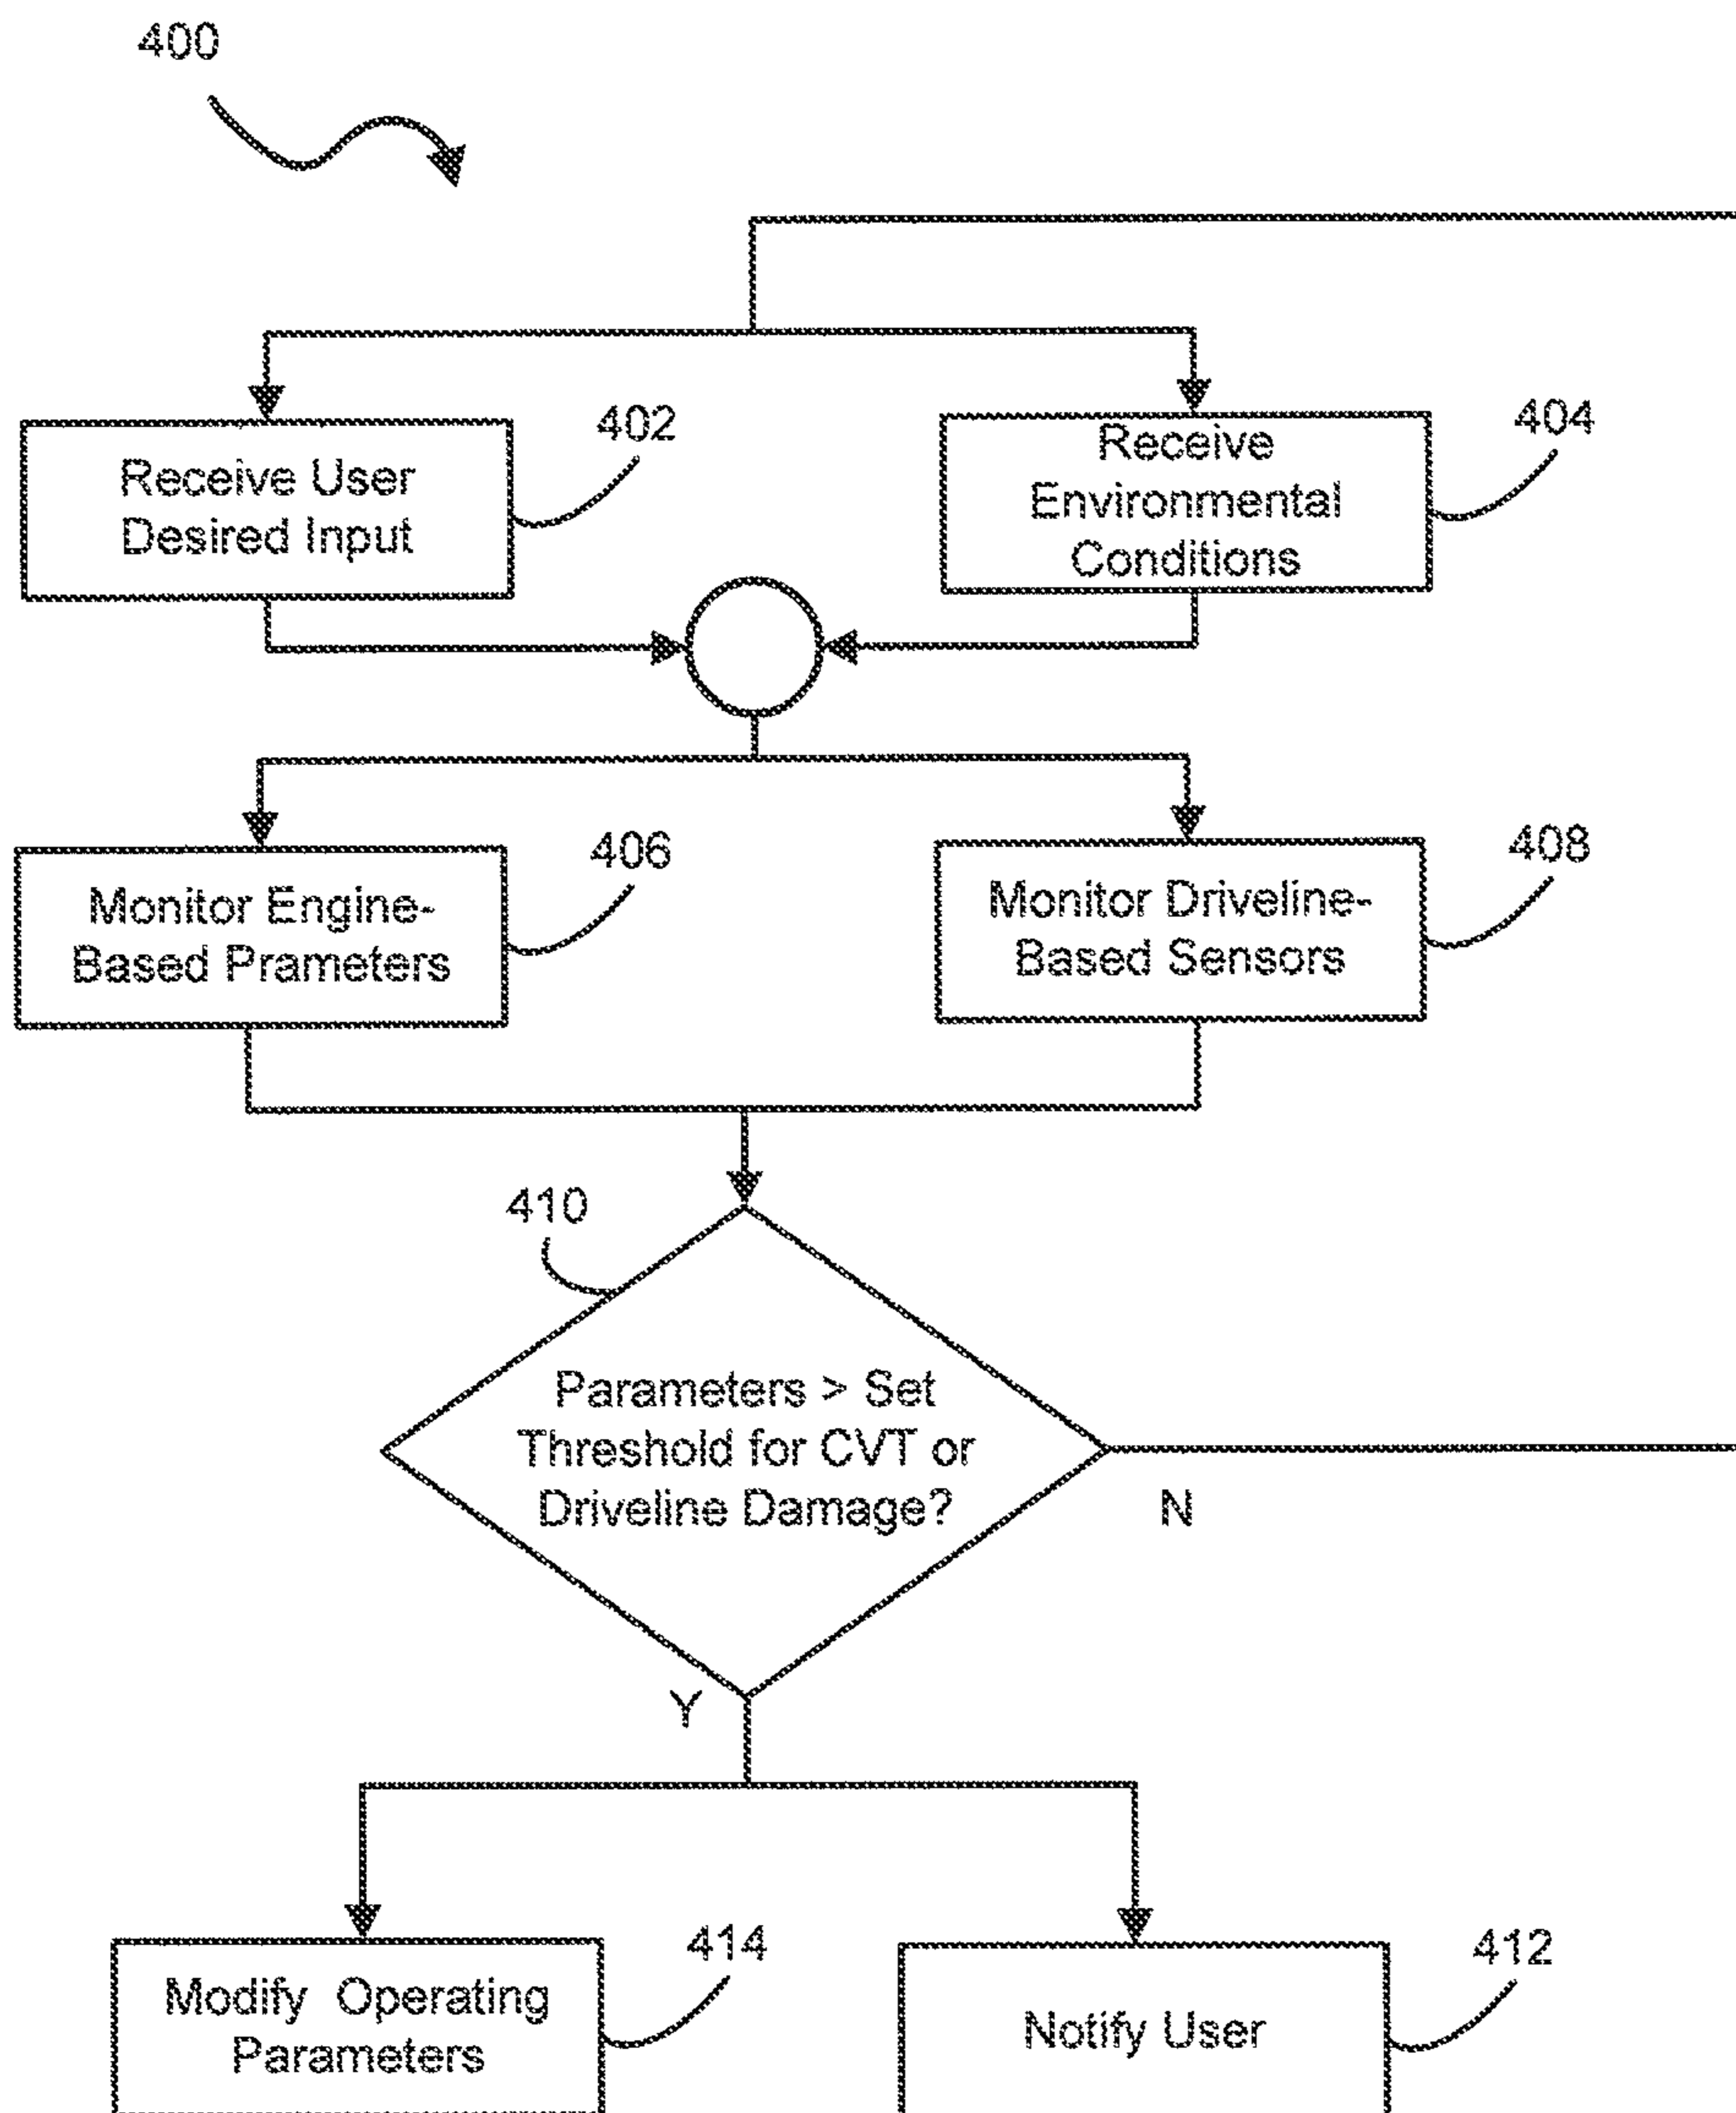 400
Receive User
Desired Input
402
Receive
Environmental
Conditions
404
Monitor Engine-
Based Prameters
406
Monitor Driveline-
Based Sensors
408
410
Parameters > Set
Threshold for CVT or
Driveline Damage?
N
Y
Modify Operating
Parameters
414
Notify User
412